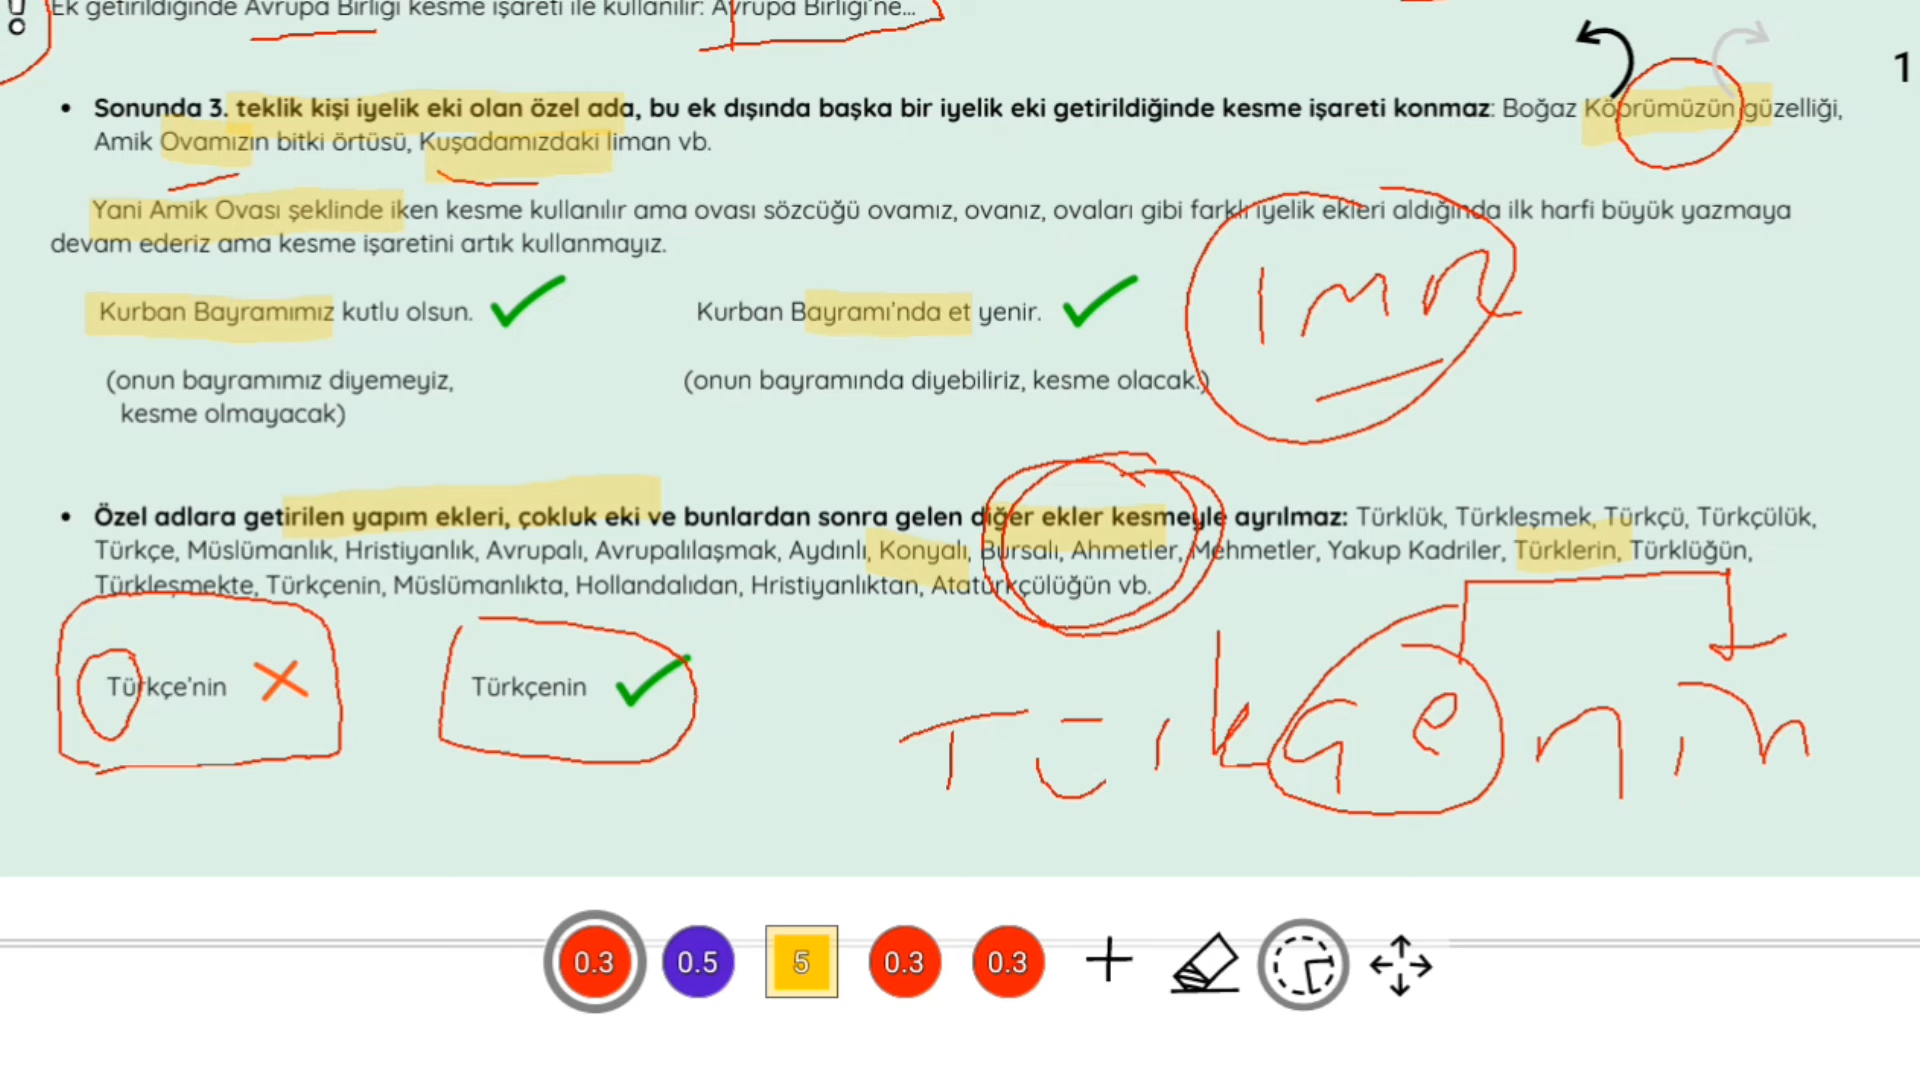 Ek getirildiğinde Avrupa Birliği kesme işareti ile kullanılır: Avrupa Birliği'ne...
1
• Sonunda 3. teklik kişi iyelik eki olan özel ada, bu ek dışında başka bir iyelik eki getirildiğinde kesme işareti konmaz: Boğaz Köprümüzün güzelliği,
Amik Ovamızın bitki örtüsü, Kuşadamızdaki liman vb.
Yani Amik Ovası şeklinde iken kesme kullanılır ama ovası sözcüğü ovamız, ovanız, ovaları gibi farklı iyelik ekleri aldığında ilk harfi büyük yazmaya
devam ederiz ama kesme işaretini artık kullanmayız.
Kurban Bayramımız kutlu olsun. Kurban Bayramı'nda et yenir.
(onun bayramımız diyemeyiz, (onun bayramında diyebiliriz, kesme olacak.)
kesme olmayacak)
• Özel adlara getirilen yapım ekleri, çokluk eki ve bunlardan sonra gelen diğer ekler kesmeyle ayrılmaz: Türklük, Türkleşmek, Türkçü, Türkçülük,
Türkçe, Müslümanlık, Hristiyanlık, Avrupalı, Avrupalılaşmak, Aydınlı, Konyalı, Bursalı, Ahmetler, Mehmetler, Yakup Kadriler, Türklerin, Türklüğün,
Türkleşmekte, Türkçenin, Müslümanlıkta, Hollandalıdan, Hristiyanlıktan, Atatürkçülüğün vb.
Türkçe'nin Türkçenin Türkçenin
0.3 0.5 5 0.3 0.3